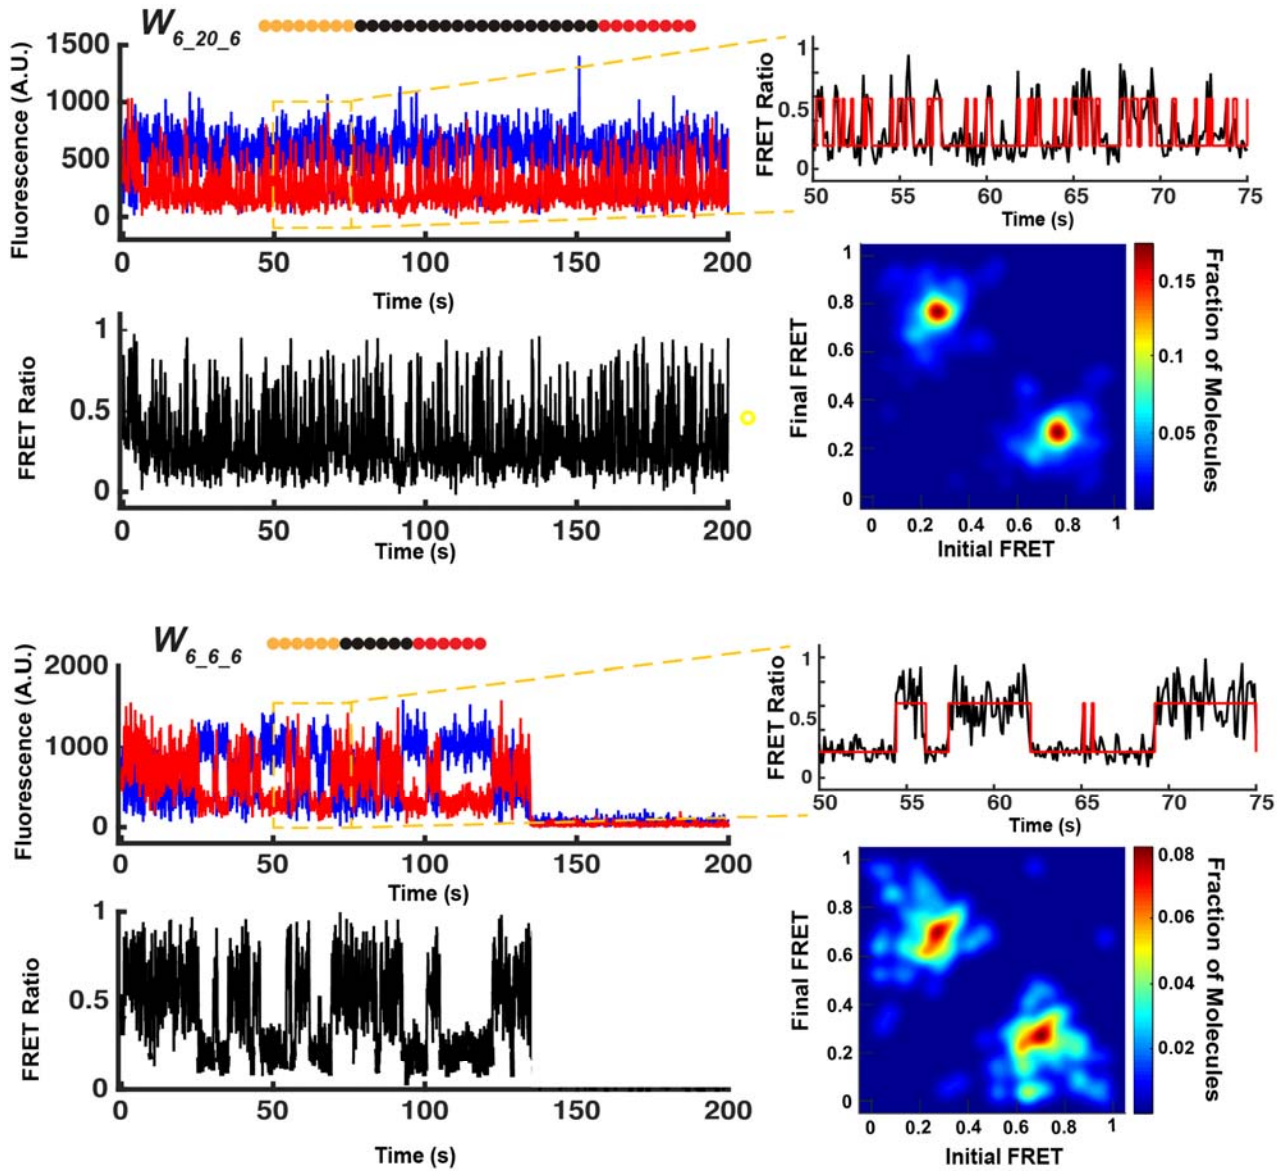 W6_20_6
Fluorescence (A.U.)
1500
1000
500
0
0 50 100 150 200
Time (s)
FRET Ratio
1
0.5
0
50 55 60 65 70 75
Time (s)
FRET Ratio
1
0.5
0
0 50 100 150 200
Time (s)
Final FRET
1
0.8
0.6
0.4
0.2
0
0 0.2 0.4 0.6 0.8 1
Initial FRET
0.15
0.1
0.05
Fraction of Molecules
W6_6_6
Fluorescence (A.U.)
2000
1000
0
0 50 100 150 200
Time (s)
FRET Ratio
1
0.5
0
50 55 60 65 70 75
Time (s)
FRET Ratio
1
0.5
0
0 50 100 150 200
Time (s)
Final FRET
1
0.8
0.6
0.4
0.2
0
0 0.2 0.4 0.6 0.8 1
Initial FRET
0.08
0.06
0.04
0.02
Fraction of Molecules